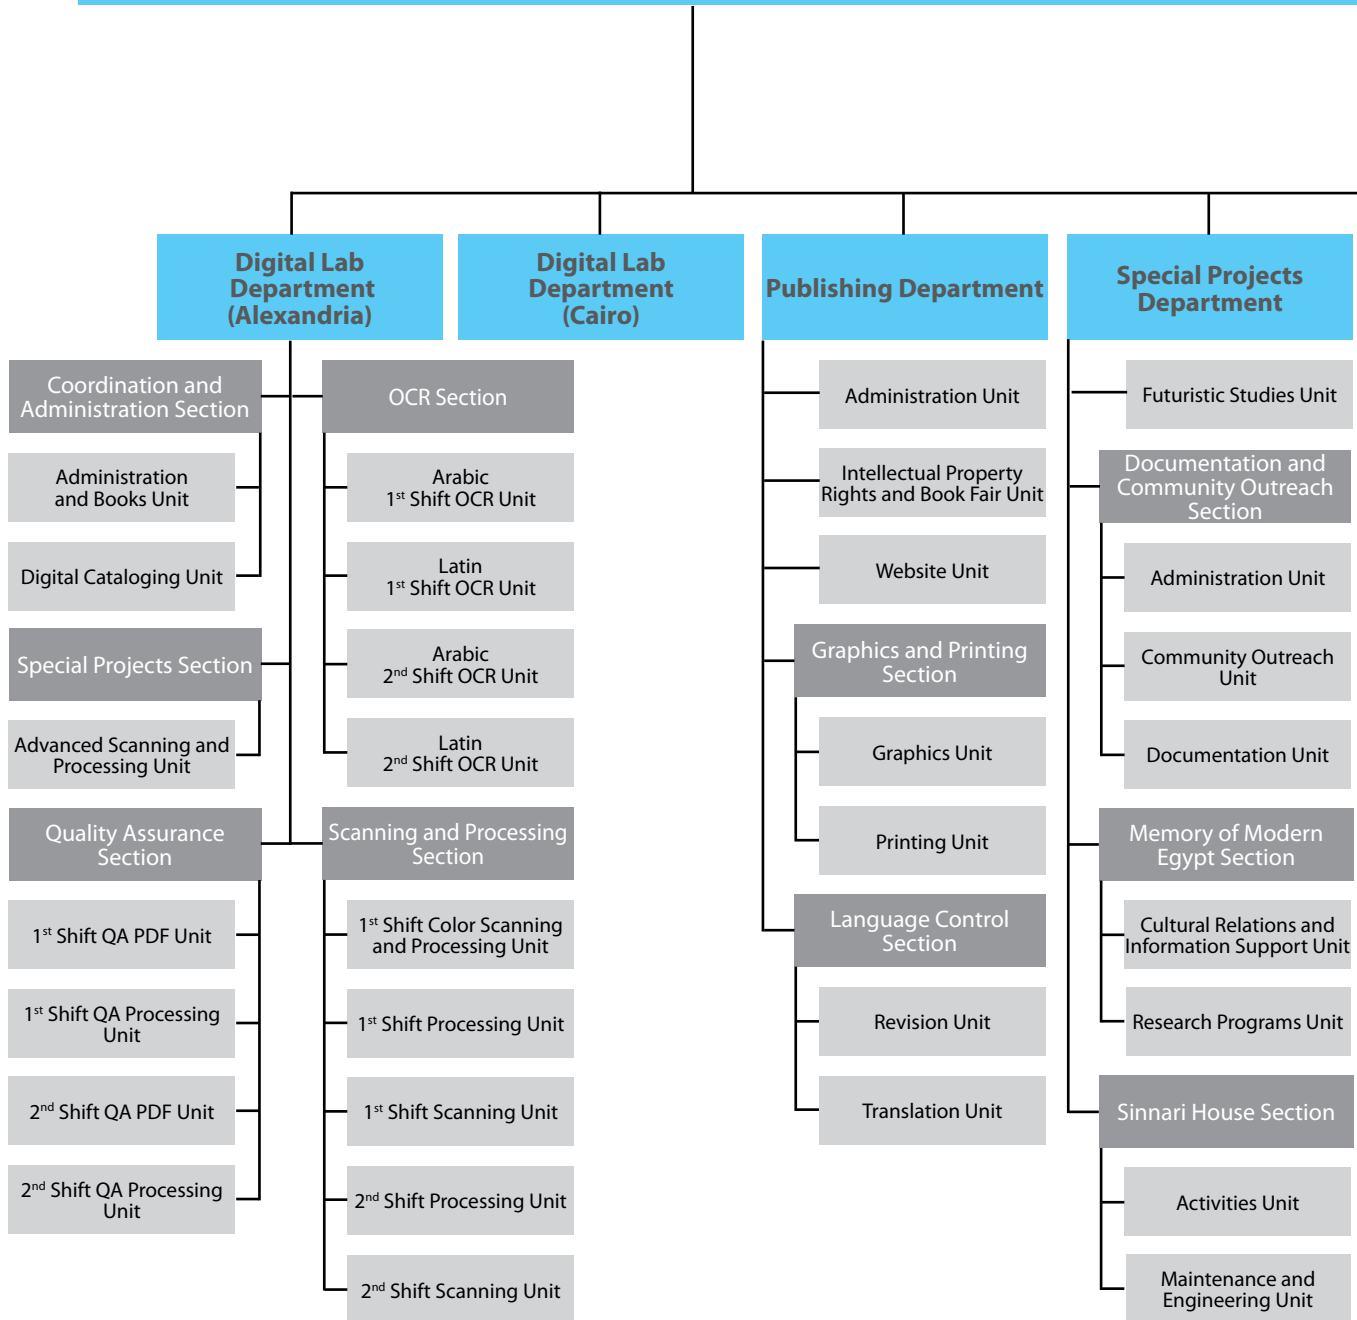 Digital Lab
Department
(Alexandria)
Digital Lab
Department
(Cairo)
Publishing Department
Special Projects
Department
Coordination and
Administration Section
Administration
and Books Unit
Digital Cataloging Unit
Special Projects Section
Advanced Scanning and
Processing Unit
Quality Assurance
Section
1st Shift QA PDF Unit
1st Shift QA Processing
Unit
2nd Shift QA PDF Unit
2nd Shift QA Processing
Unit
OCR Section
Arabic
1st Shift OCR Unit
Latin
1st Shift OCR Unit
Arabic
2nd Shift OCR Unit
Latin
2nd Shift OCR Unit
Scanning and Processing
Section
1st Shift Color Scanning
and Processing Unit
1st Shift Processing Unit
1st Shift Scanning Unit
2nd Shift Processing Unit
2nd Shift Scanning Unit
Administration Unit
Intellectual Property
Rights and Book Fair Unit
Website Unit
Graphics and Printing
Section
Graphics Unit
Printing Unit
Language Control
Section
Revision Unit
Translation Unit
Futuristic Studies Unit
Documentation and
Community Outreach
Section
Administration Unit
Community Outreach
Unit
Documentation Unit
Memory of Modern
Egypt Section
Cultural Relations and
Information Support Unit
Research Programs Unit
Sinnari House Section
Activities Unit
Maintenance and
Engineering Unit